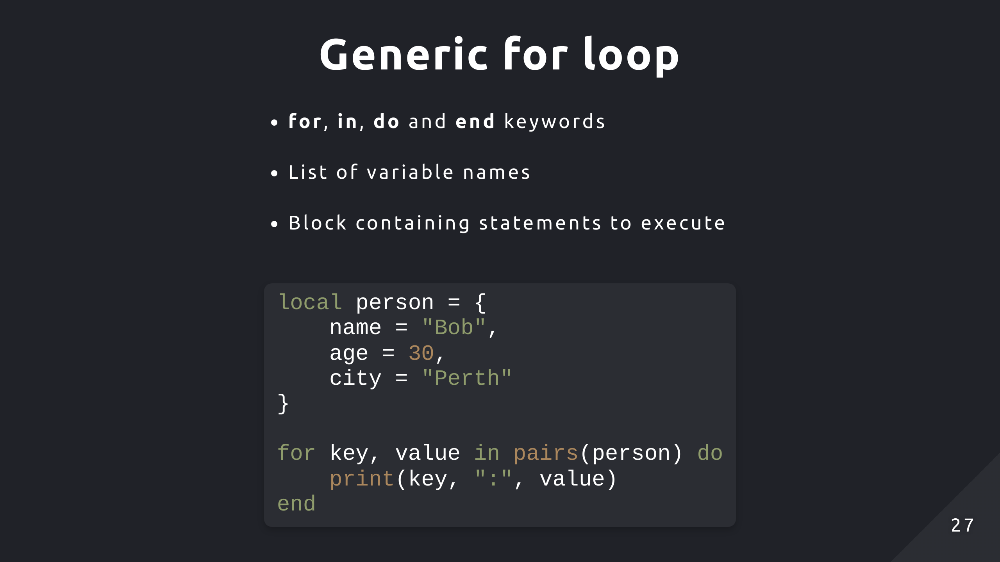 Generic for loop
• for, in, do and end keywords
• List of variable names
• Block containing statements to execute
local person = {
    name = "Bob",
    age = 30,
    city = "Perth"
}

for key, value in pairs(person) do
    print(key, ":", value)
end
27